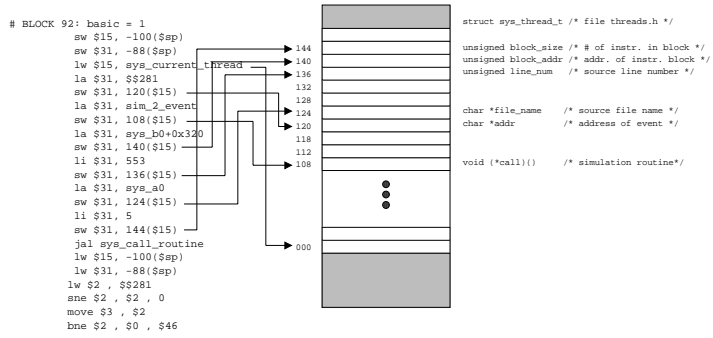 # BLOCK 92: basic = 1
sw $15, -100($sp)
sw $31, -88($sp)
lw $15, sys_current_thread
la $31, $$281
sw $31, 120($15)
la $31, sim_2_event
sw $31, 108($15)
la $31, sys_b0+0x320
sw $31, 140($15)
li $31, 553
sw $31, 136($15)
la $31, sys_a0
sw $31, 124($15)
li $31, 5
sw $31, 144($15)
jal sys_call_routine
lw $15, -100($sp)
lw $31, -88($sp)
lw $2 , $$281
sne $2 , $2 , 0
move $3 , $2
bne $2 , $0 , $46
144
140
136
132
128
124
120
118
112
108
000
struct sys_thread_t /* file threads.h */
unsigned block_size /* # of instr. in block */
unsigned block_addr /* addr. of instr. block */
unsigned line_num /* source line number */
char *file_name /* source file name */
char *addr /* address of event */
void (*call)() /* simulation routine*/